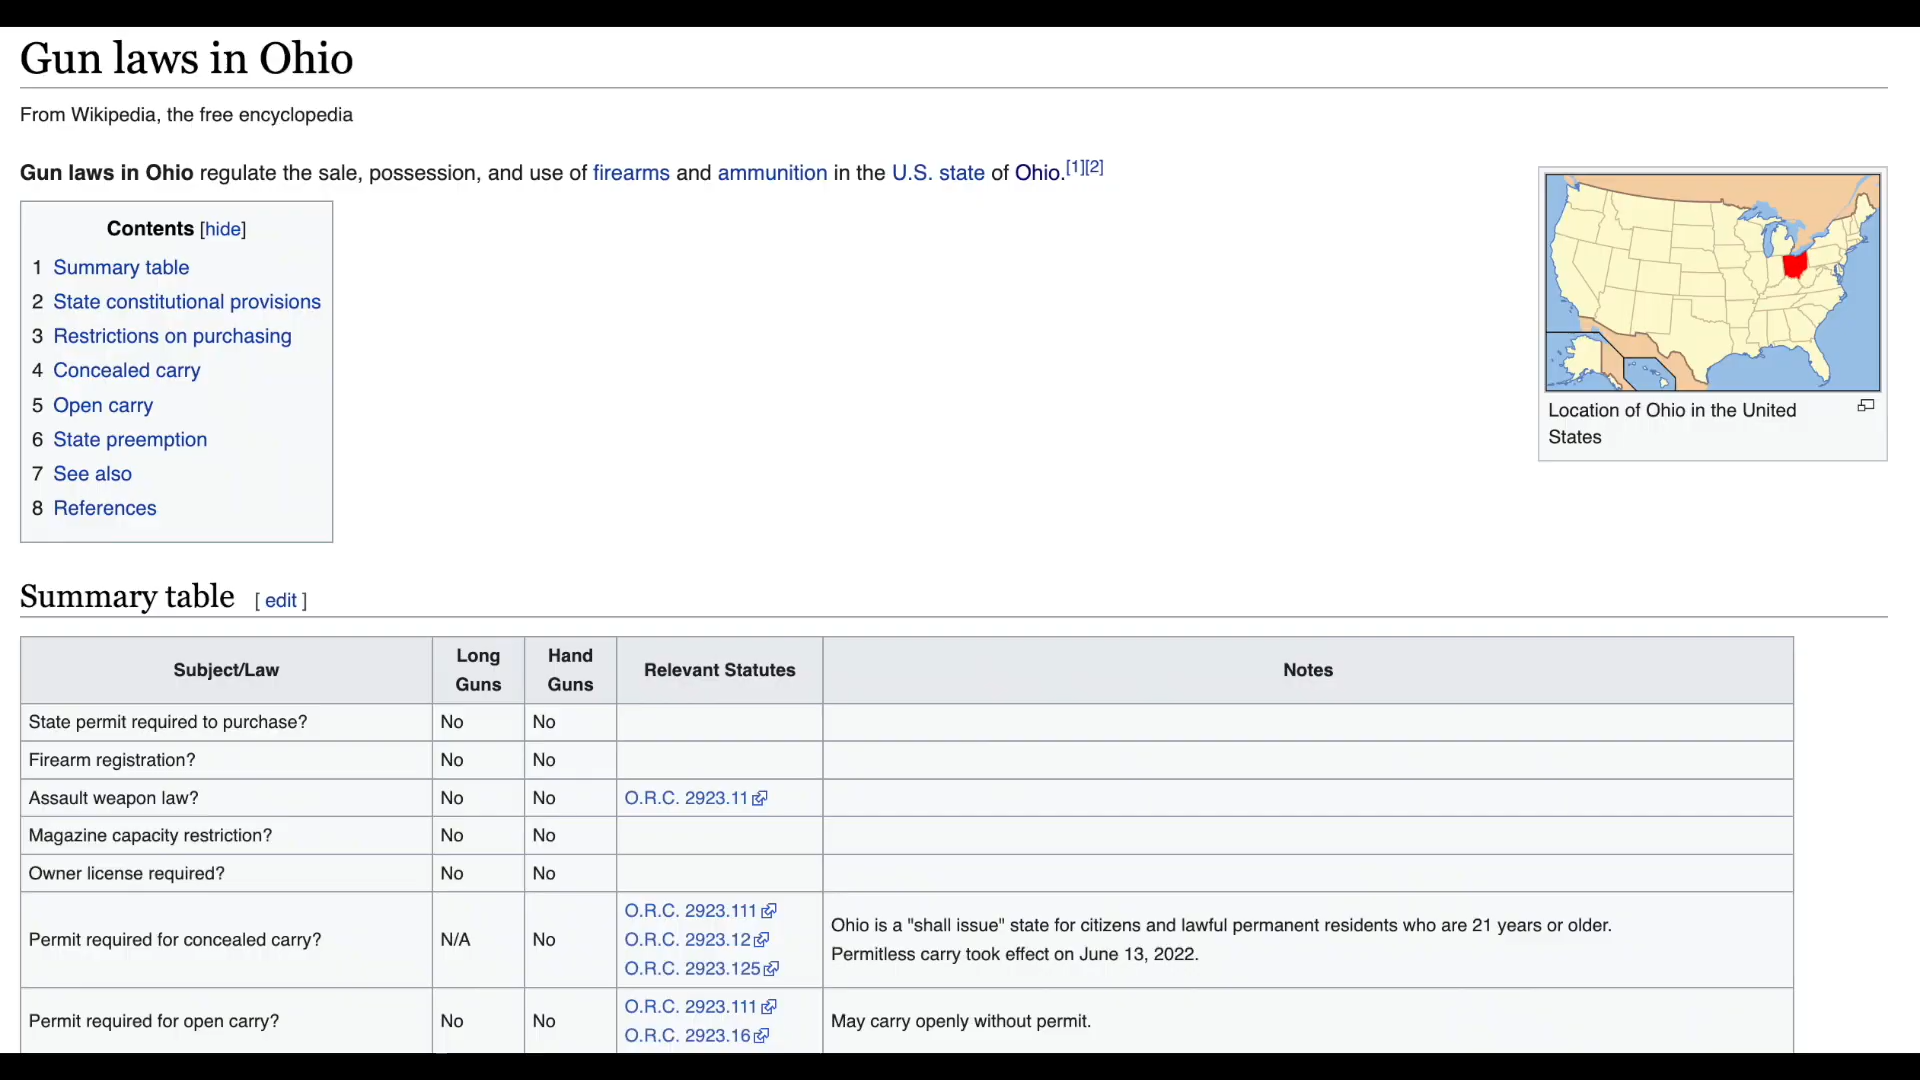 Gun laws in Ohio
From Wikipedia, the free encyclopedia
Gun laws in Ohio regulate the sale, possession, and use of firearms and ammunition in the U.S. state of Ohio.[1][2]
Contents [hide]
1 Summary table
2 State constitutional provisions
3 Restrictions on purchasing
4 Concealed carry
5 Open carry
6 State preemption
7 See also
8 References
Location of Ohio in the United
States
Summary table [ edit ]
Subject/Law Long Guns Hand Guns Relevant Statutes Notes
State permit required to purchase? No No
Firearm registration? No No
Assault weapon law? No No O.R.C. 2923.11
Magazine capacity restriction? No No
Owner license required? No No
Permit required for concealed carry? N/A No
O.R.C. 2923.111
O.R.C. 2923.12
O.R.C. 2923.125
Ohio is a "shall issue" state for citizens and lawful permanent residents who are 21 years or older.
Permitless carry took effect on June 13, 2022.
Permit required for open carry? No No
O.R.C. 2923.111
O.R.C. 2923.16
May carry openly without permit.